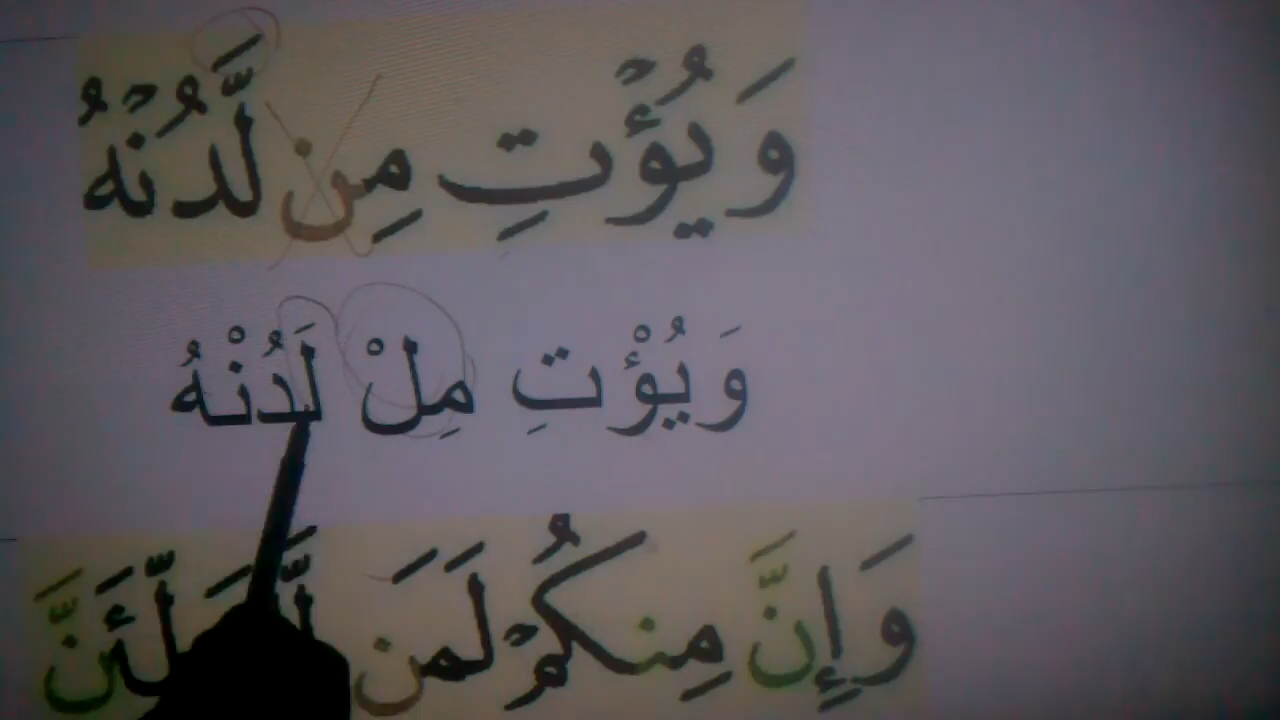 وَيُؤْتِ مِن لَّدُنْهُ
وَيُؤْتِ مِلْ لَدُنْهُ
وَإِنَّ مِنكُمْ لَمَن